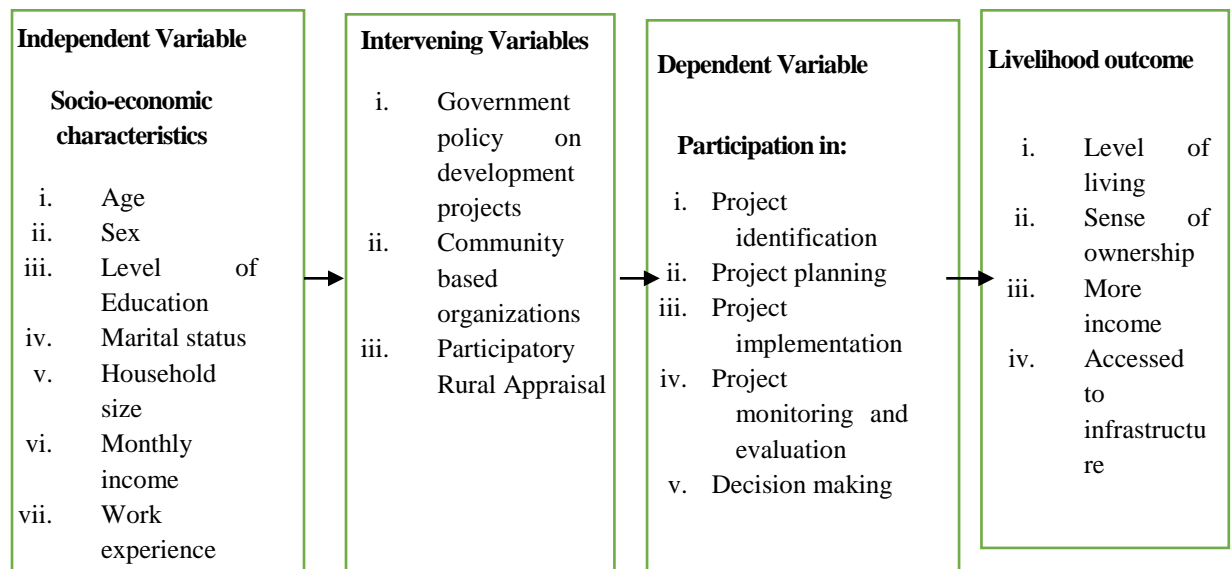 Independent Variable
Socio-economic
characteristics
i. Age
ii. Sex
iii. Level of
Education
iv. Marital status
v. Household
size
vi. Monthly
income
vii. Work
experience
Intervening Variables
i. Government
policy on
development
projects
ii. Community
based
organizations
iii. Participatory
Rural Appraisal
Dependent Variable
Participation in:
i. Project
identification
ii. Project planning
iii. Project
implementation
iv. Project
monitoring and
evaluation
v. Decision making
Livelihood outcome
i. Level of
living
ii. Sense of
ownership
iii. More
income
iv. Accessed
to
infrastructu
re